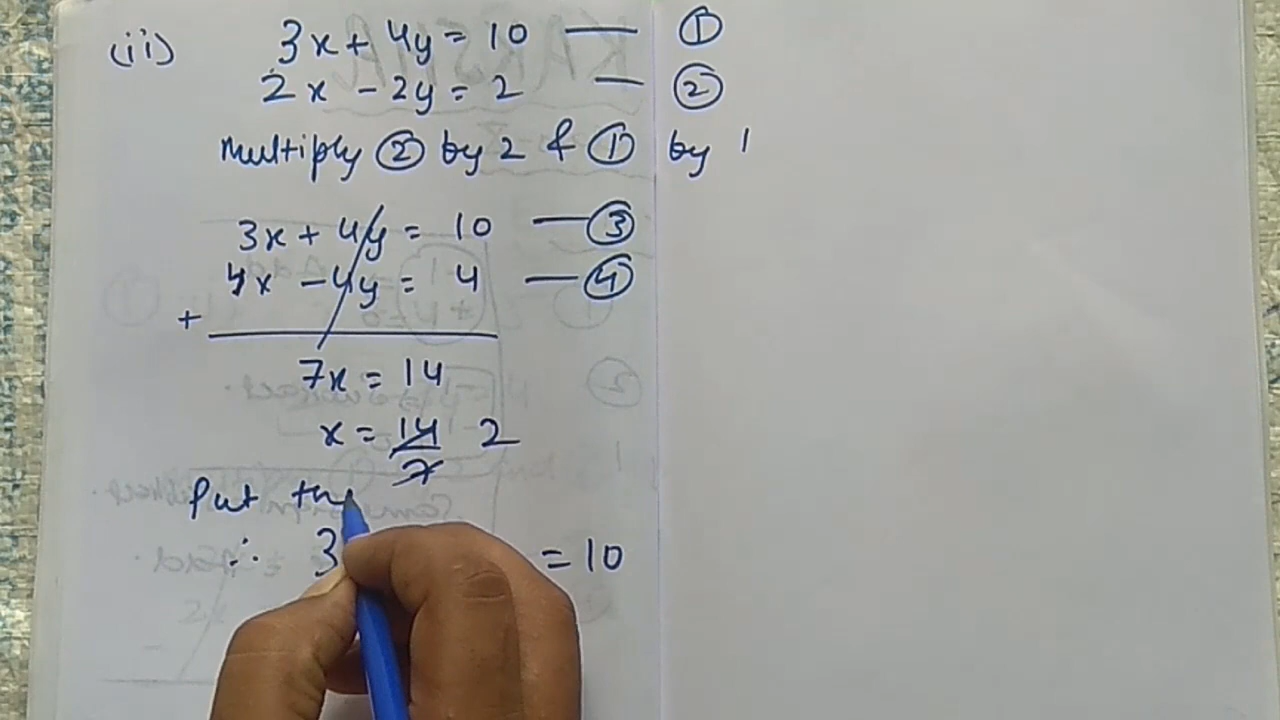 (ii) 3x + 4y = 10 — ①
2x - 2y = 2 — ②
Multiply ② by 2 & ① by 1
3x + 4y = 10 — ③
4x - 4y = 4 — ④
+
7x = 14
x = 14/7 2
Put
∴ 3 = 10